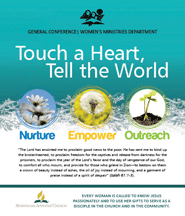 GENERAL CONFERENCE | WOMEN'S MINISTRIES DEPARTMENT
Touch a Heart,
Tell the World
Nurture Empower Outreach
"The Lord has anointed me to proclaim good news to the poor. He has sent me to bind up
the brokenhearted, to proclaim freedom for the captives and release from darkness for the
prisoners, to proclaim the year of the Lord's favor and the day of vengeance of our God,
to comfort all who mourn, and provide for those who grieve in Zion—to bestow on them
a crown of beauty instead of ashes, the oil of joy instead of mourning, and a garment of
praise instead of a spirit of despair" (Isaiah 61:1-3).
EVERY WOMAN IS CALLED TO KNOW JESUS
PASSIONATELY AND TO USE HER GIFTS TO SERVE AS A
DISCIPLE IN THE CHURCH AND IN THE COMMUNITY.